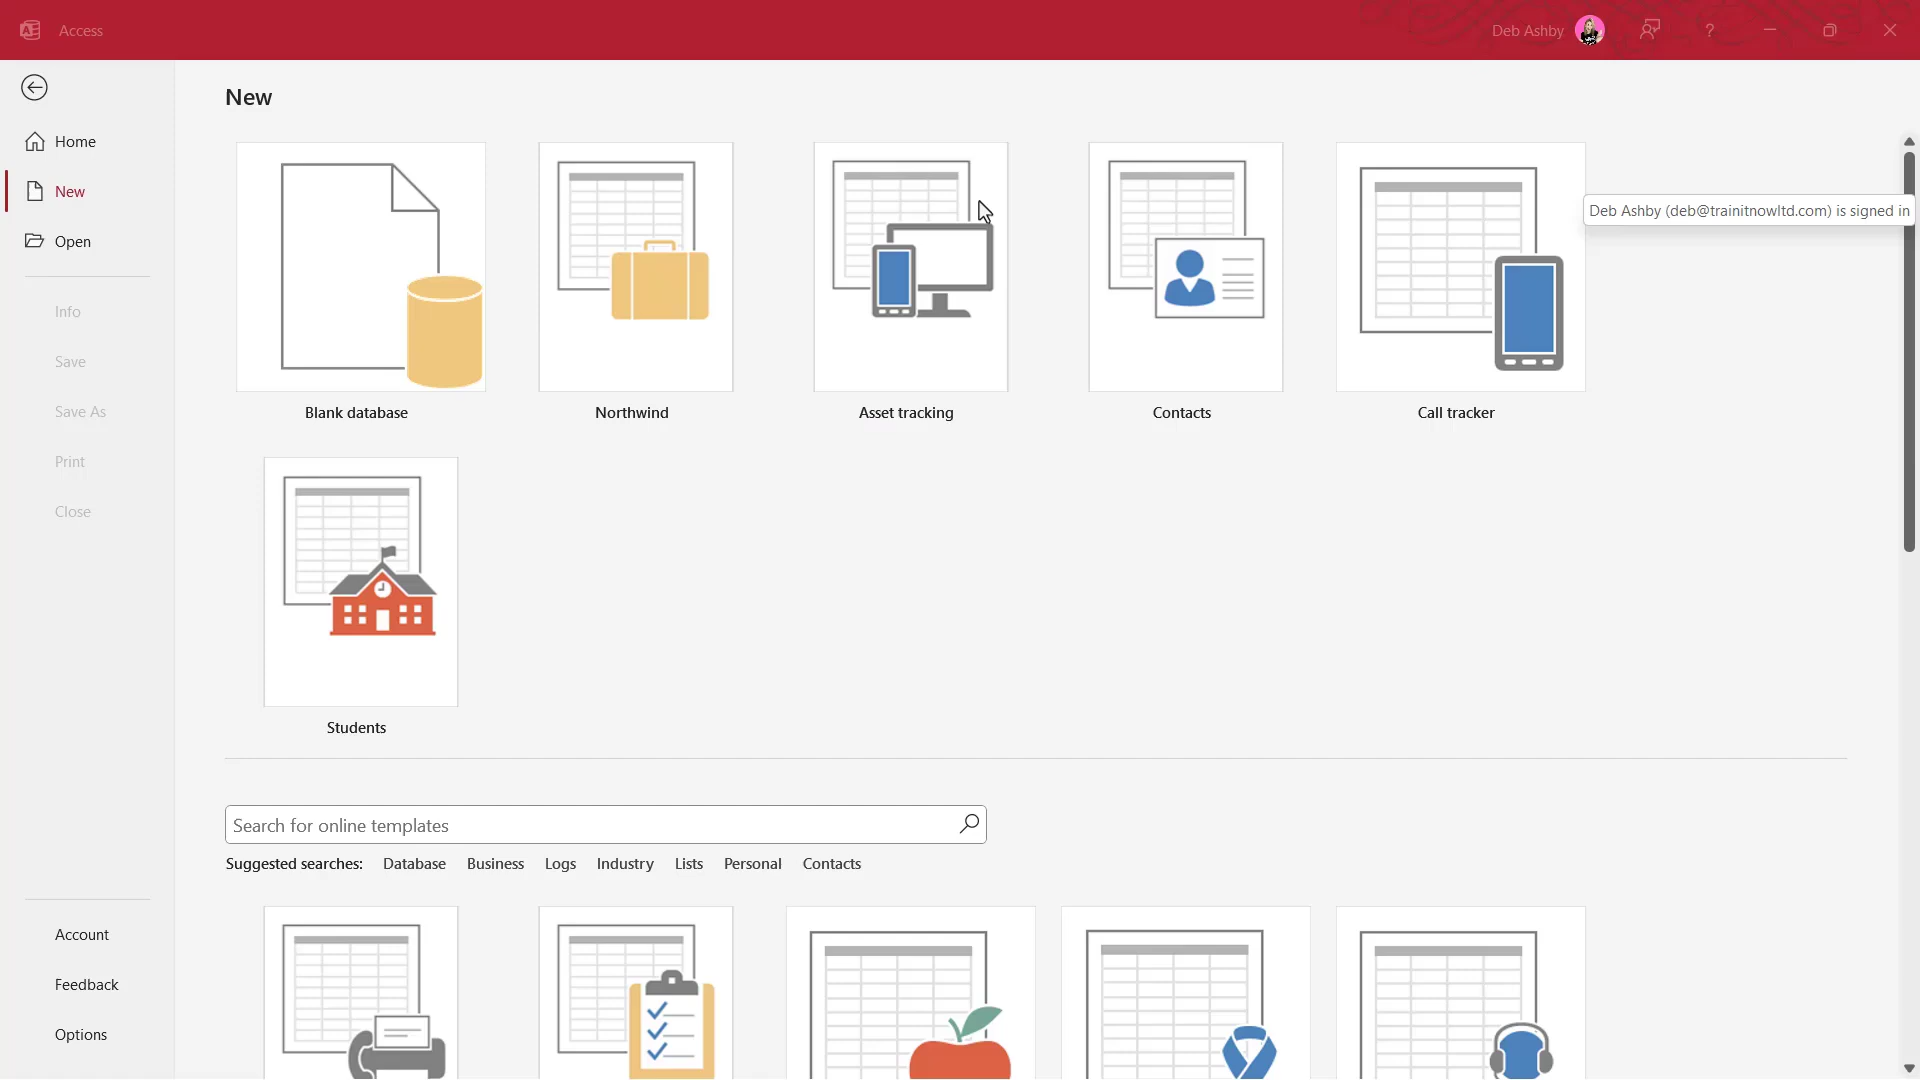 Access
Deb Ashby
?
New
Home
New
Open
Deb Ashby (deb@trainitnowltd.com) is signed in
Info
Save
Save As
Print
Close
Blank database
Northwind
Asset tracking
Contacts
Call tracker
Students
Search for online templates
Suggested searches: Database Business Logs Industry Lists Personal Contacts
Account
Feedback
Options